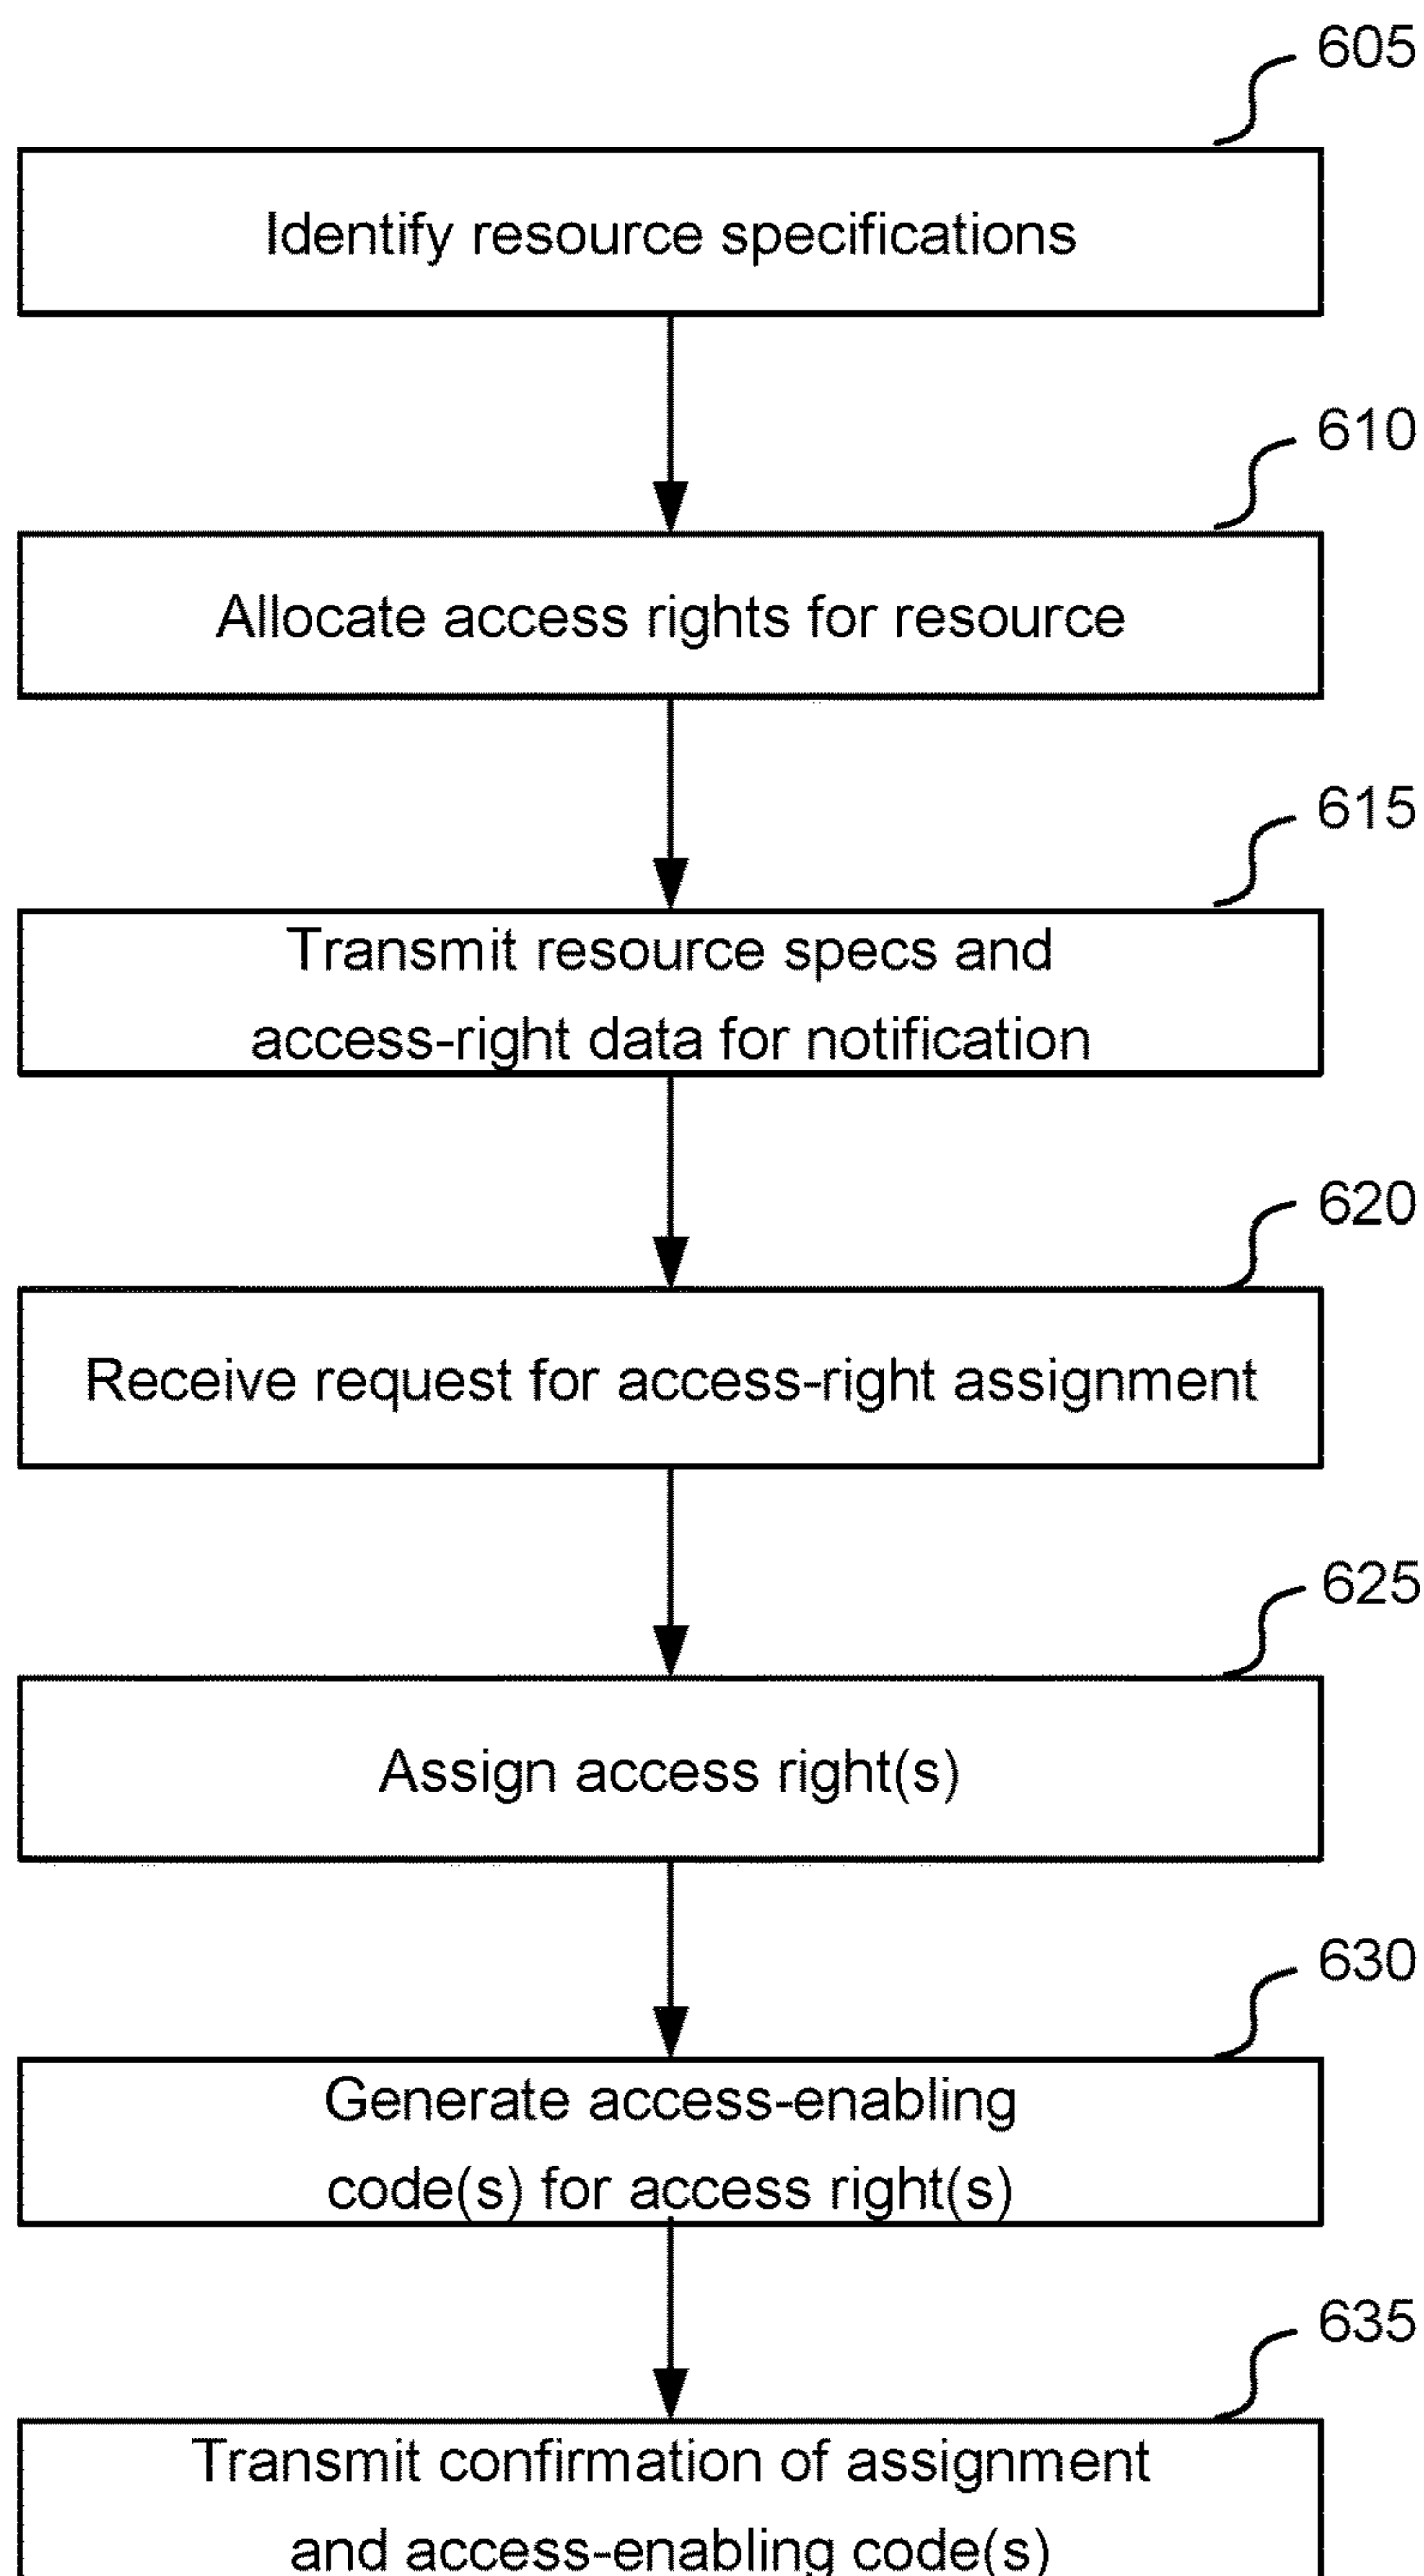 605
Identify resource specifications
610
Allocate access rights for resource
615
Transmit resource specs and
access-right data for notification
620
Receive request for access-right assignment
625
Assign access right(s)
630
Generate access-enabling
code(s) for access right(s)
635
Transmit confirmation of assignment
and access-enabling code(s)